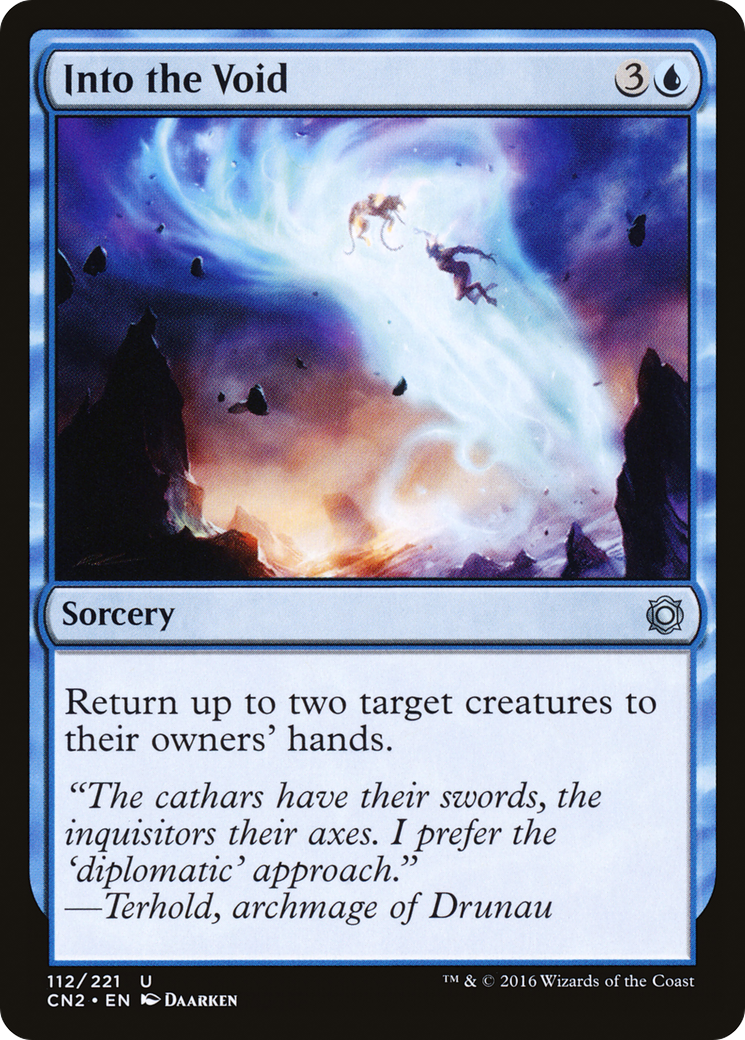 Into the Void 3
Sorcery
Return up to two target creatures to
their owners' hands.
"The cathars have their swords, the
inquisitors their axes. I prefer the
'diplomatic' approach."
—Terhold, archmage of Drunau
112/221 U
CN2 • EN DAARKEN
™ & © 2016 Wizards of the Coast